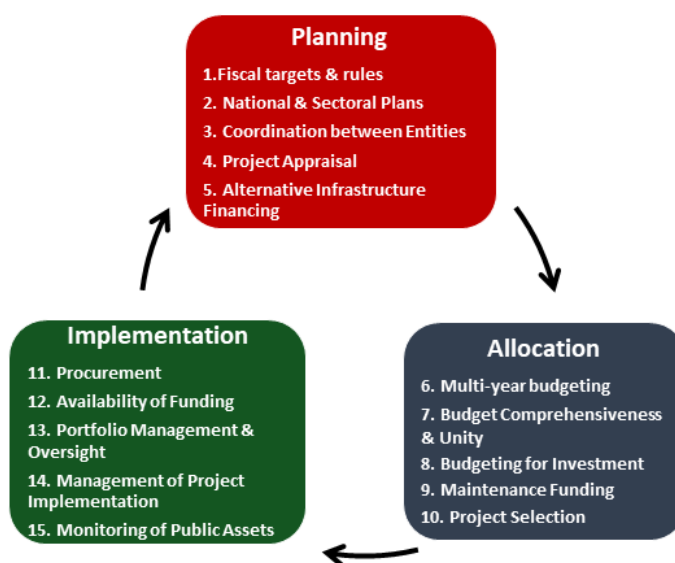 Planning
1.Fiscal targets & rules
2. National & Sectoral Plans
3. Coordination between Entities
4. Project Appraisal
5. Alternative Infrastructure
Financing
Allocation
6. Multi-year budgeting
7. Budget Comprehensiveness
& Unity
8. Budgeting for Investment
9. Maintenance Funding
10. Project Selection
Implementation
11. Procurement
12. Availability of Funding
13. Portfolio Management &
Oversight
14. Management of Project
Implementation
15. Monitoring of Public Assets